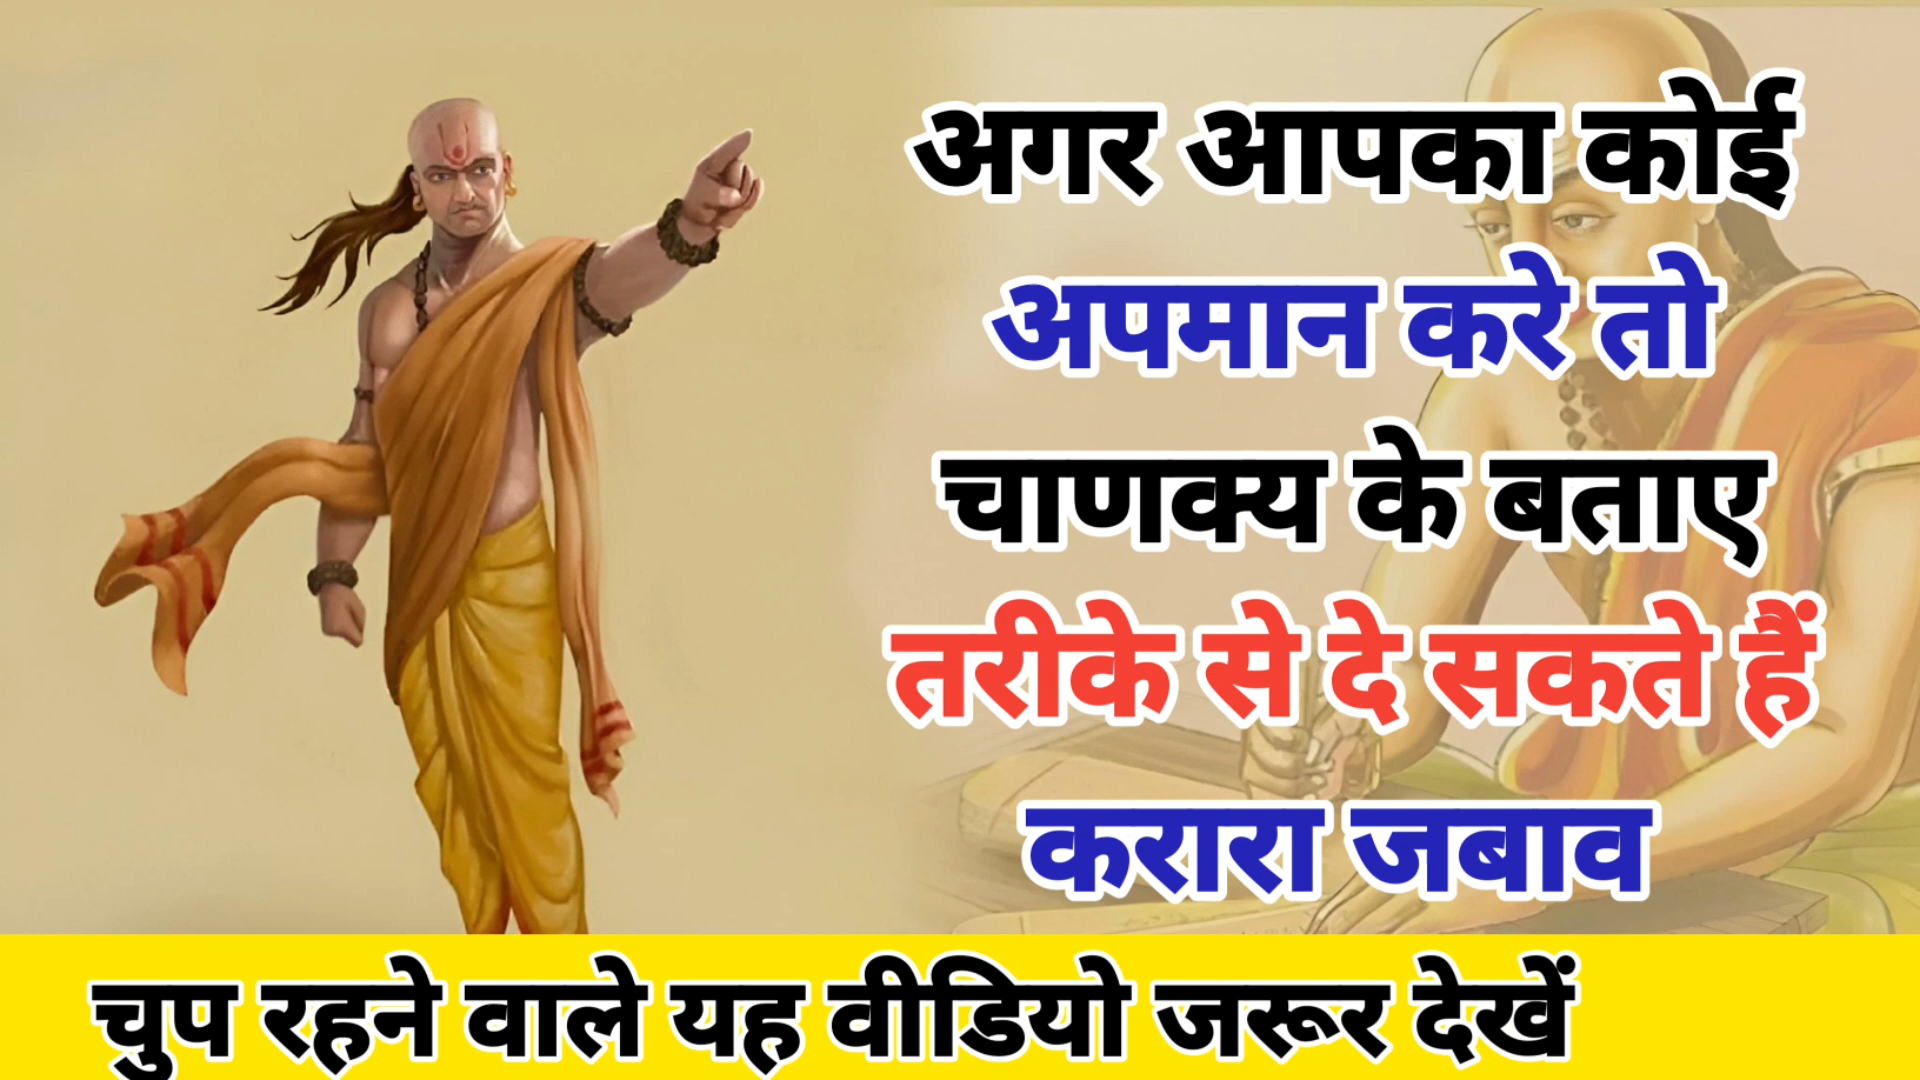 अगर आपका कोई
अपमान करे तो
चाणक्य के बताए
तरीके से दे सकते हैं
करारा जबाव
चुप रहने वाले यह वीडियो जरूर देखें